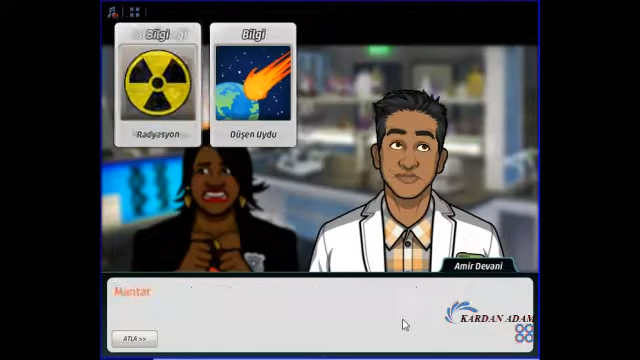 Bilgi
Bilgi
Radyasyon
Düşen Uydu
Amir Devani
Mantar
ATLA >>
KARDAN ADAM